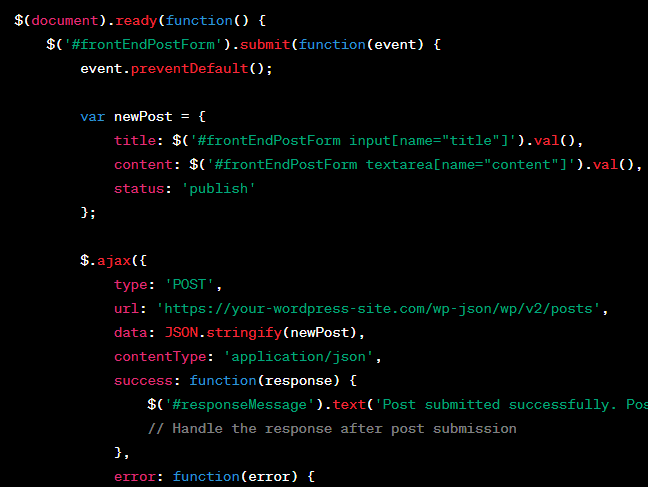 $(document).ready(function() {
    $('#frontEndPostForm').submit(function(event) {
        event.preventDefault();

        var newPost = {
            title: $('#frontEndPostForm input[name="title"]').val(),
            content: $('#frontEndPostForm textarea[name="content"]').val(),
            status: 'publish'
        };

        $.ajax({
            type: 'POST',
            url: 'https://your-wordpress-site.com/wp-json/wp/v2/posts',
            data: JSON.stringify(newPost),
            contentType: 'application/json',
            success: function(response) {
                $('#responseMessage').text('Post submitted successfully.
                // Handle the response after post submission
            },
            error: function(error) {